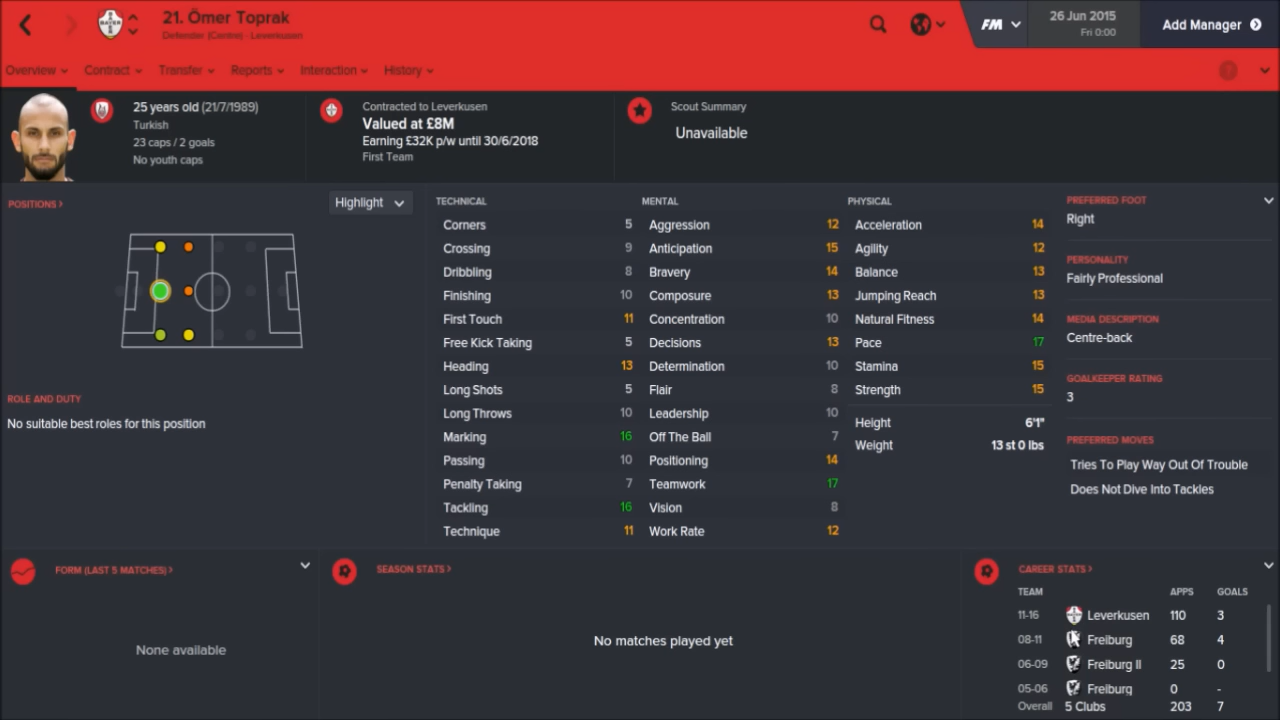 21. Ömer Toprak
Defender (Centre) - Leverkusen
FM
26 Jun 2015
Fri 0:00
Add Manager
Overview
Contract
Transfer
Reports
Interaction
History
25 years old (21/7/1989)
Turkish
23 caps / 2 goals
No youth caps
Contracted to Leverkusen
Valued at £8M
Earning £32K p/w until 30/6/2018
First Team
Scout Summary
Unavailable
POSITIONS >
Highlight
ROLE AND DUTY
No suitable best roles for this position
TECHNICAL
Corners 5
Crossing 9
Dribbling 8
Finishing 10
First Touch 11
Free Kick Taking 5
Heading 13
Long Shots 5
Long Throws 10
Marking 16
Passing 10
Penalty Taking 7
Tackling 16
Technique 11
MENTAL
Aggression 12
Anticipation 15
Bravery 14
Composure 13
Concentration 10
Decisions 13
Determination 10
Flair 8
Leadership 10
Off The Ball 7
Positioning 14
Teamwork 17
Vision 8
Work Rate 12
PHYSICAL
Acceleration 14
Agility 12
Balance 13
Jumping Reach 13
Natural Fitness 14
Pace 17
Stamina 15
Strength 15
Height 6'1"
Weight 13 st 0 lbs
PREFERRED FOOT
Right
PERSONALITY
Fairly Professional
MEDIA DESCRIPTION
Centre-back
GOALKEEPER RATING
3
PREFERRED MOVES
Tries To Play Way Out Of Trouble
Does Not Dive Into Tackles
FORM (LAST 5 MATCHES) >
None available
SEASON STATS >
No matches played yet
CAREER STATS >
TEAM APPS GOALS
11-16 Leverkusen 110 3
08-11 Freiburg 68 4
06-09 Freiburg II 25 0
05-06 Freiburg 0 -
Overall 5 Clubs 203 7